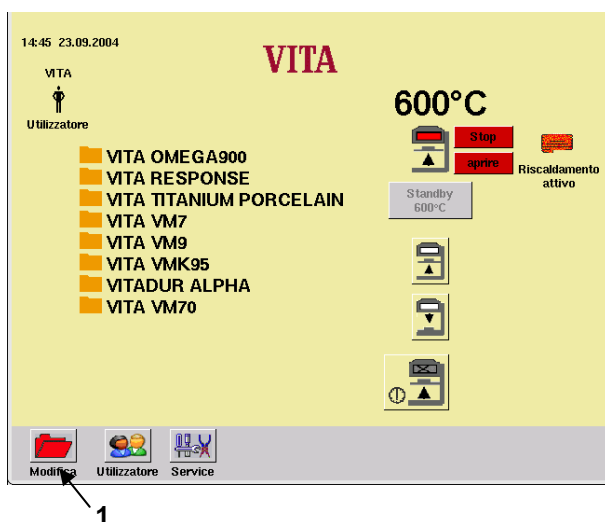 14:45 23.09.2004
VITA
VITA
Utilizzatore
600°C
Stop
aprire
Riscaldamento
attivo
Standby
600°C
VITA OMEGA900
VITA RESPONSE
VITA TITANIUM PORCELAIN
VITA VM7
VITA VM9
VITA VMK95
VITADUR ALPHA
VITA VM70
Modifica
Utilizzatore
Service
1